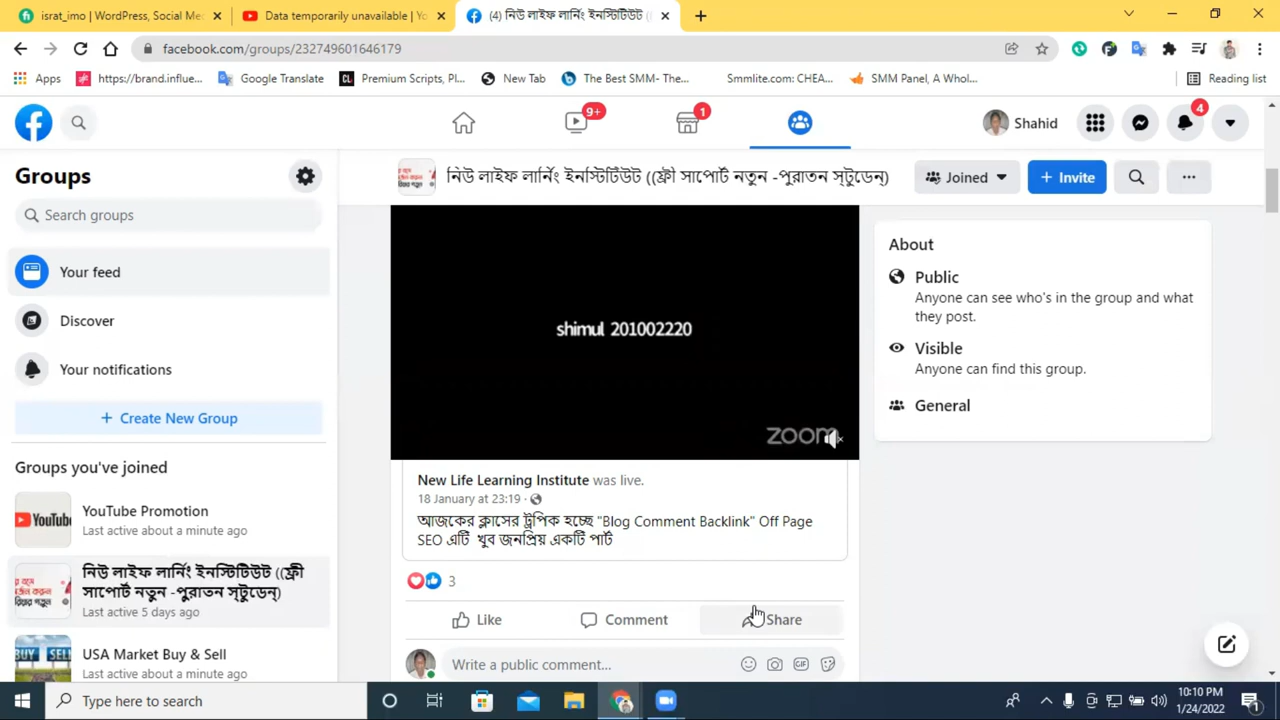 israt_imo | WordPress, Social Me
Data temporarily unavailable | Yo
(4) নিউ লাইফ লার্নিং ইনস্টিটিউট ((
facebook.com/groups/232749601646179
Apps
https://brand.influe...
Google Translate
Premium Scripts, Pl...
New Tab
The Best SMM- The...
Smmlite.com: CHEA...
SMM Panel, A Whol...
Reading list
9+
1
Shahid
4
Groups
নিউ লাইফ লার্নিং ইনস্টিটিউট ((ফ্রী সাপোর্ট নতুন -পুরাতন স্টুডেন্)
Joined
+ Invite
Search groups
Your feed
Discover
Your notifications
+ Create New Group
Groups you've joined
YouTube Promotion
Last active about a minute ago
নিউ লাইফ লার্নিং ইনস্টিটিউট ((ফ্রী
সাপোর্ট নতুন -পুরাতন স্টুডেন্)
Last active 5 days ago
USA Market Buy & Sell
Last active about a minute ago
shimul 201002220
zoom
New Life Learning Institute was live.
18 January at 23:19 ·
আজকের ক্লাসের ট্রপিক হচ্ছে "Blog Comment Backlink" Off Page
SEO এটি খুব জনপ্রিয় একটি পার্ট
3
Like
Comment
Share
Write a public comment...
GIF
About
Public
Anyone can see who's in the group and what
they post.
Visible
Anyone can find this group.
General
Type here to search
10:10 PM
1/24/2022
1